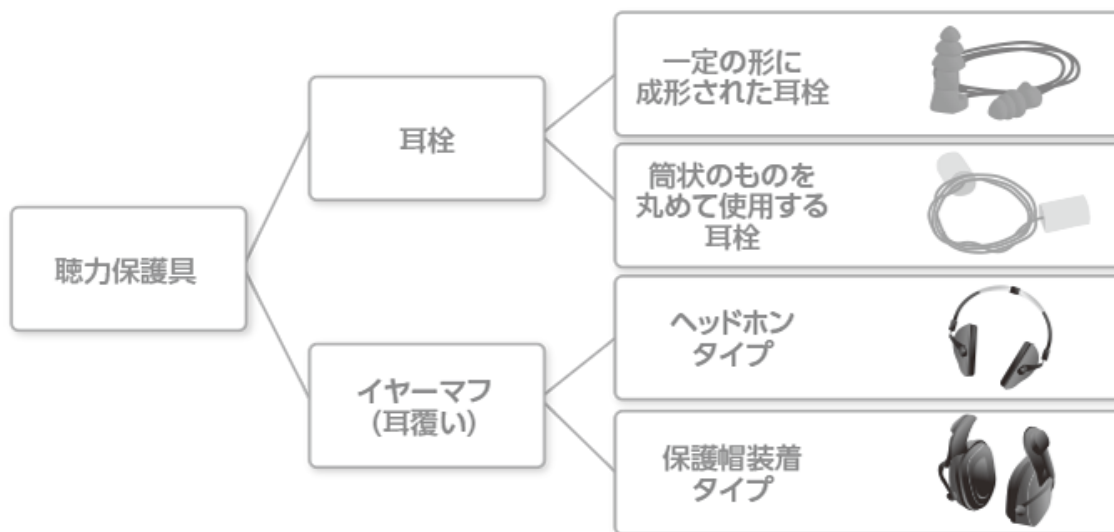 聴力保護具
耳栓
イヤーマフ
(耳覆い)
一定の形に
成形された耳栓
筒状のものを
丸めて使用する
耳栓
ヘッドホン
タイプ
保護帽装着
タイプ